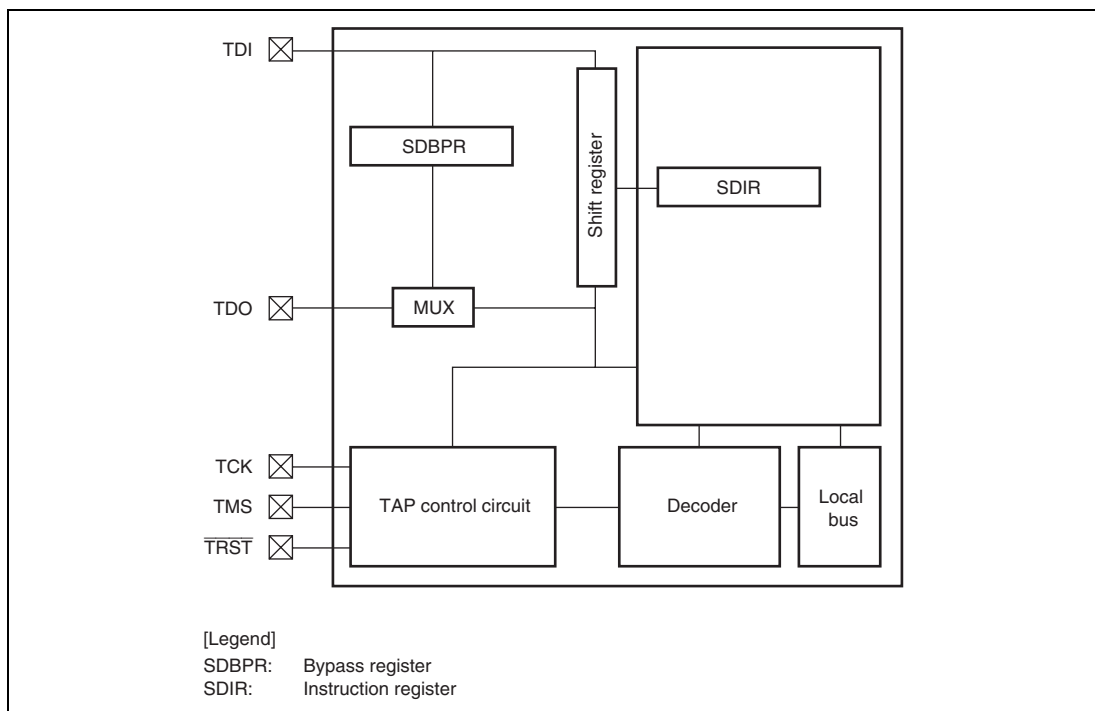 TDI
SDBPR
Shift register
SDIR
TDO
MUX
TCK
TMS
TRST
TAP control circuit
Decoder
Local
bus
[Legend]
SDBPR: Bypass register
SDIR: Instruction register